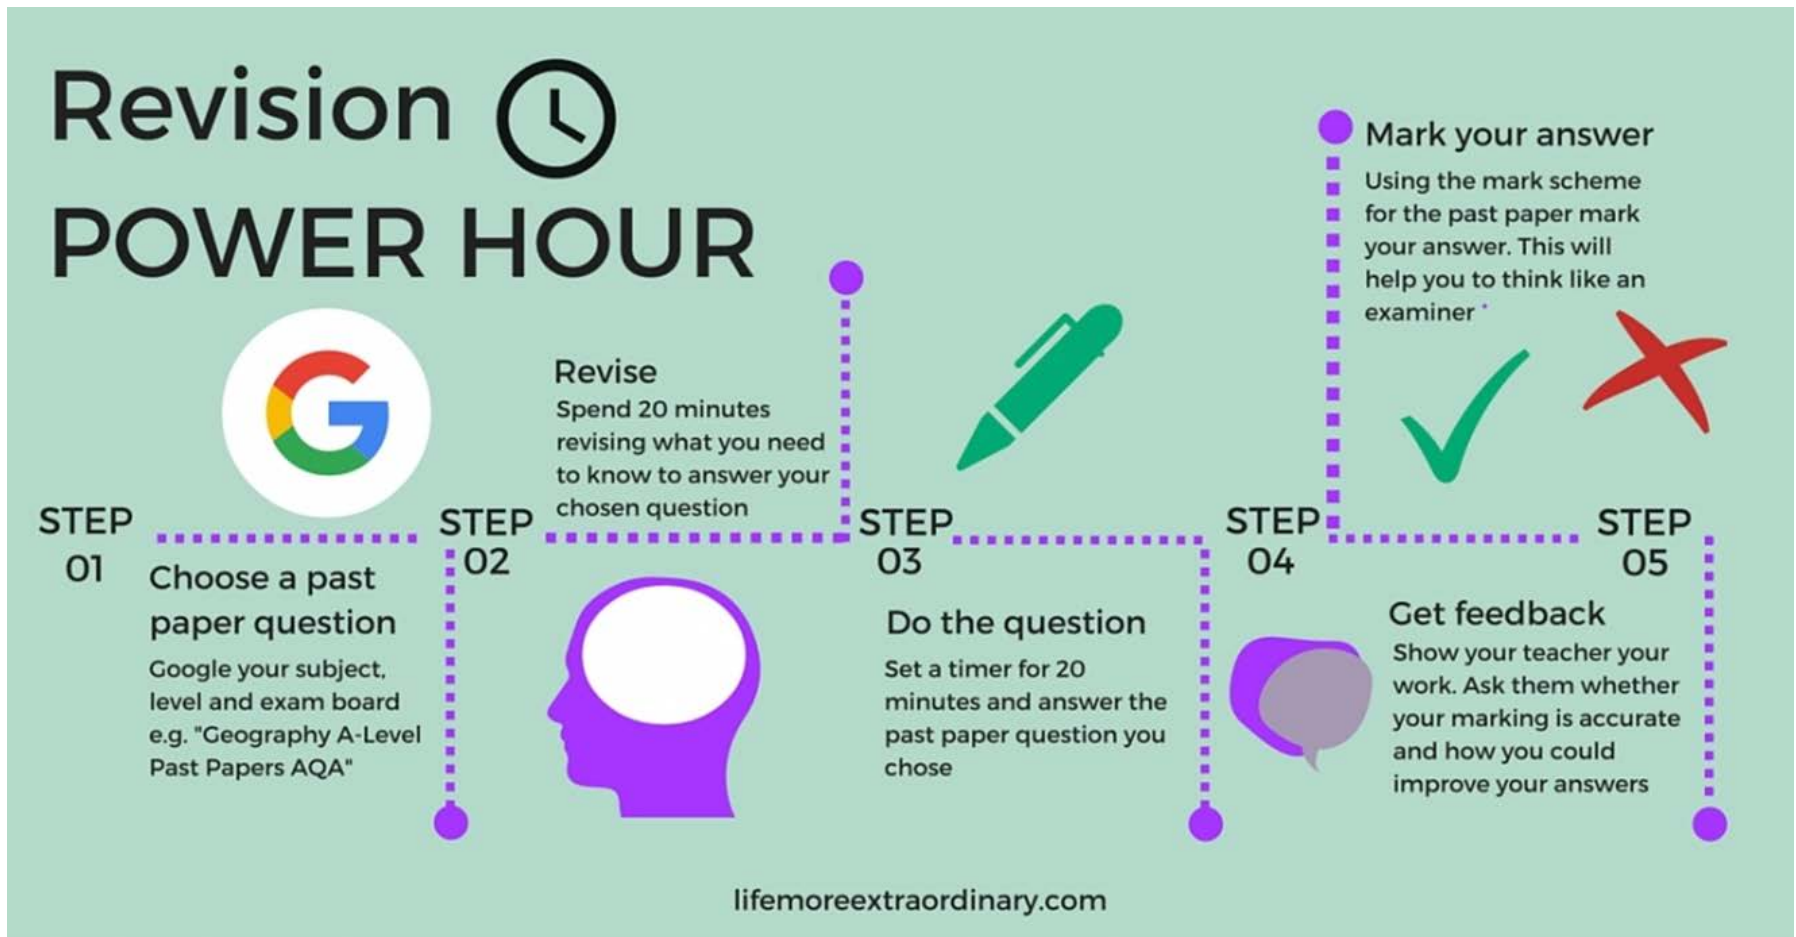 Revision
POWER HOUR
STEP
01
Choose a past
paper question
Google your subject,
level and exam board
e.g. "Geography A-Level
Past Papers AQA"
STEP
02
Revise
Spend 20 minutes
revising what you need
to know to answer your
chosen question
STEP
03
Do the question
Set a timer for 20
minutes and answer the
past paper question you
chose
STEP
04
Mark your answer
Using the mark scheme
for the past paper mark
your answer. This will
help you to think like an
examiner
STEP
05
Get feedback
Show your teacher your
work. Ask them whether
your marking is accurate
and how you could
improve your answers
lifemoreextraordinary.com